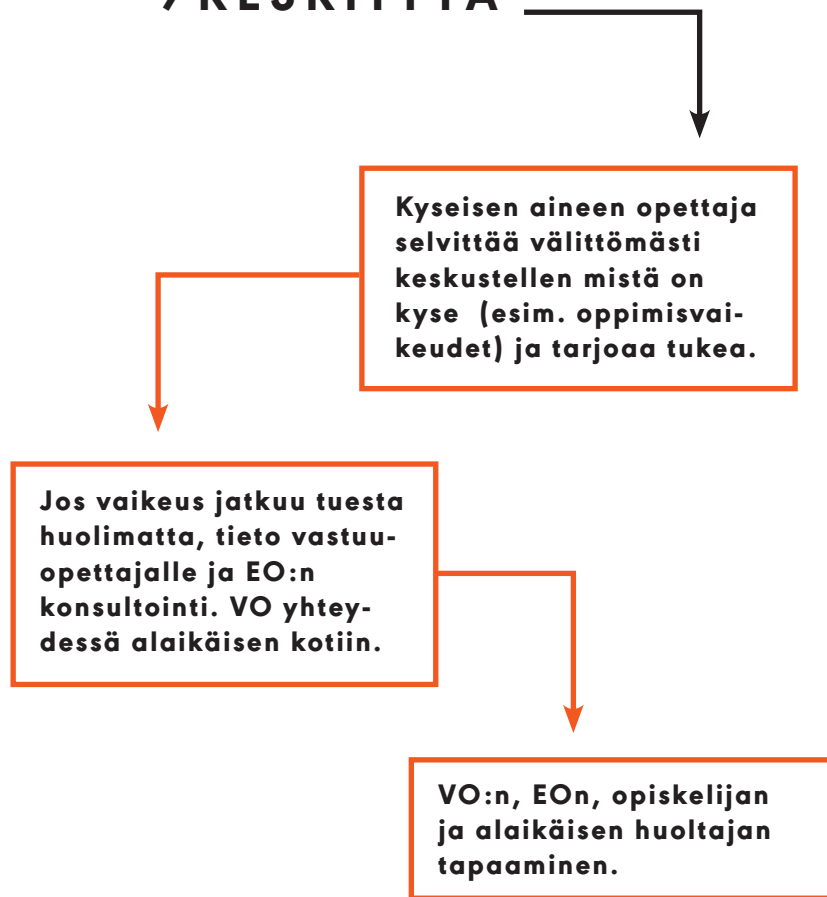 Kyseisen aineen opettaja
selvittää välittömästi
keskustellen mistä on
kyse (esim. oppimisvai-
keudet) ja tarjoaa tukea.
Jos vaikeus jatkuu tuesta
huolimatta, tieto vastuu-
opettajalle ja EO:n
konsultointi. VO yhtey-
dessä alaikäisen kotiin.
VO:n, EOn, opiskelijan
ja alaikäisen huoltajan
tapaaminen.